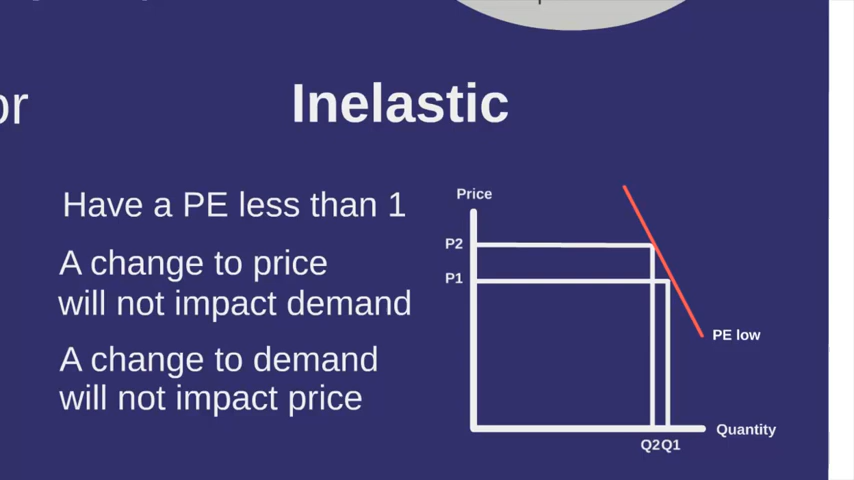 or
Inelastic
Have a PE less than 1
A change to price
will not impact demand
A change to demand
will not impact price
Price
P2
P1
PE low
Quantity
Q2Q1